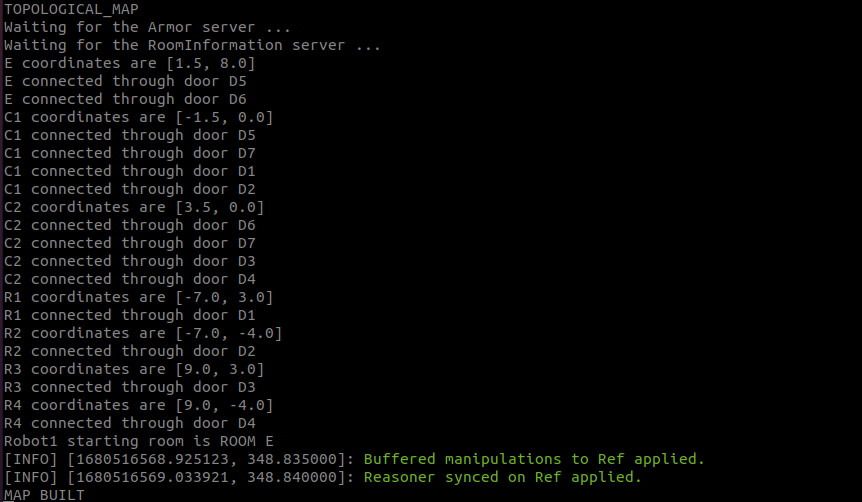 TOPOLOGICAL_MAP
Waiting for the Armor server ...
Waiting for the RoomInformation server ...
E coordinates are [1.5, 8.0]
E connected through door D5
E connected through door D6
C1 coordinates are [-1.5, 0.0]
C1 connected through door D5
C1 connected through door D7
C1 connected through door D1
C1 connected through door D2
C2 coordinates are [3.5, 0.0]
C2 connected through door D6
C2 connected through door D7
C2 connected through door D3
C2 connected through door D4
R1 coordinates are [-7.0, 3.0]
R1 connected through door D1
R2 coordinates are [-7.0, -4.0]
R2 connected through door D2
R3 coordinates are [9.0, 3.0]
R3 connected through door D3
R4 coordinates are [9.0, -4.0]
R4 connected through door D4
Robot1 starting room is ROOM E
[INFO] [1680516568.925123, 348.835000]: Buffered manipulations to Ref applied.
[INFO] [1680516569.033921, 348.840000]: Reasoner synced on Ref applied.
MAP BUILT